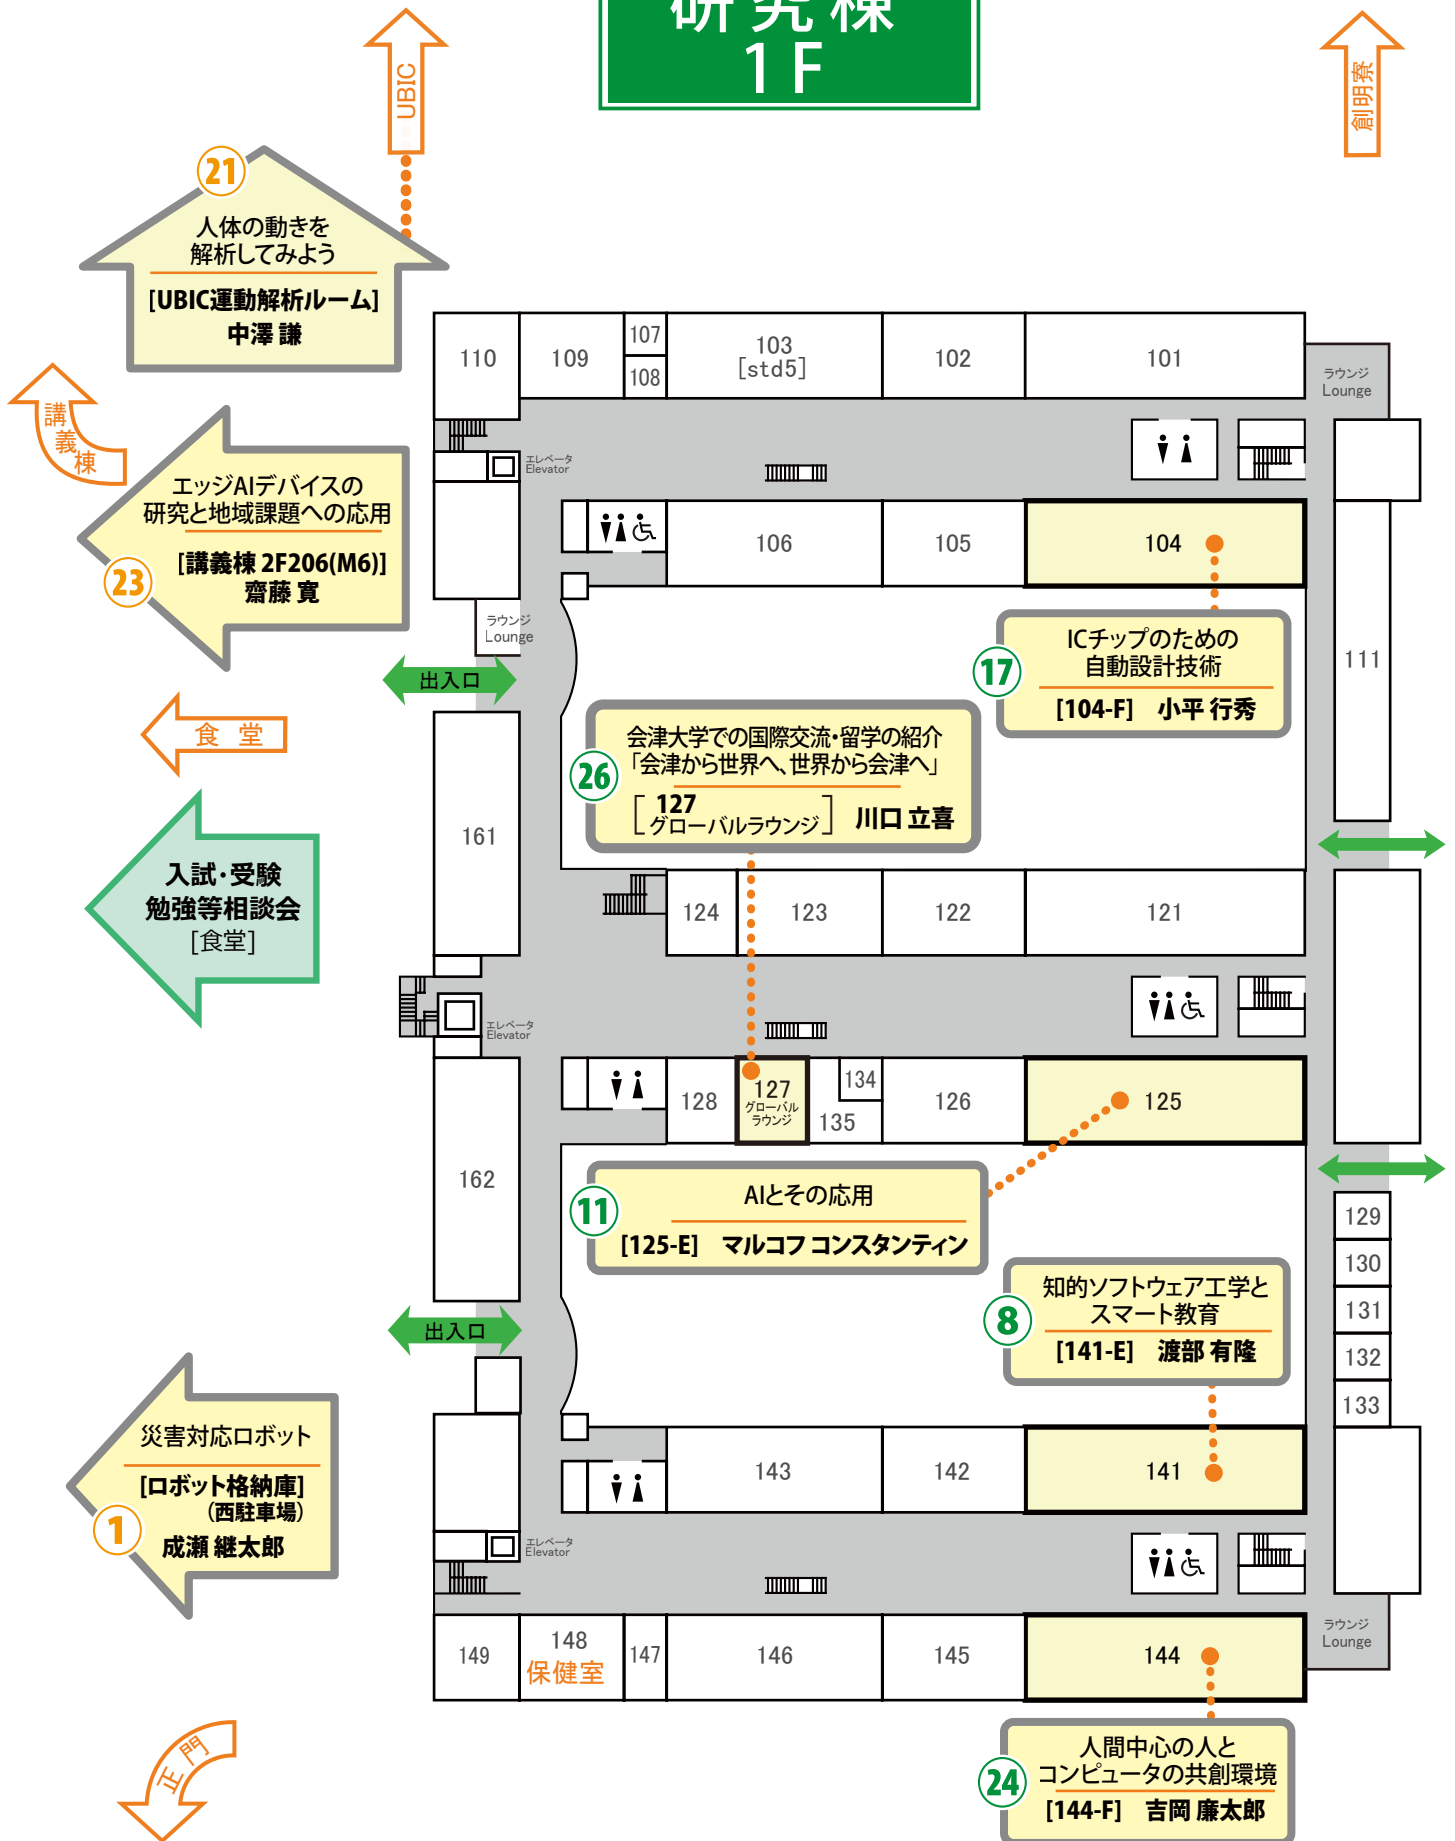 研究棟
1F
UBIC
創明寮
21
人体の動きを
解析してみよう
[UBIC運動解析ルーム]
中澤 謙
講義棟
エッジAIデバイスの
研究と地域課題への応用
[講義棟 2F206(M6)]
齋藤 寛
23
食 堂
入試・受験
勉強等相談会
[食堂]
災害対応ロボット
[ロボット格納庫]
(西駐車場)
成瀬 継太郎
1
正門
110
109
107
108
103
[std5]
102
101
ラウンジ
Lounge
エレベータ
Elevator
106
105
104
111
ラウンジ
Lounge
出入口
ICチップのための
自動設計技術
17
[104-F] 小平 行秀
会津大学での国際交流・留学の紹介
「会津から世界へ、世界から会津へ」
26
[127
グローバルラウンジ] 川口 立喜
161
124
123
122
121
エレベータ
Elevator
128
127
グローバル
ラウンジ
134
135
126
125
162
AIとその応用
11
[125-E] マルコフ コンスタンティン
129
130
131
132
133
知的ソフトウェア工学と
スマート教育
8
[141-E] 渡部 有隆
出入口
143
142
141
エレベータ
Elevator
149
148
保健室
147
146
145
144
ラウンジ
Lounge
人間中心の人と
コンピュータの共創環境
24
[144-F] 吉岡 廉太郎